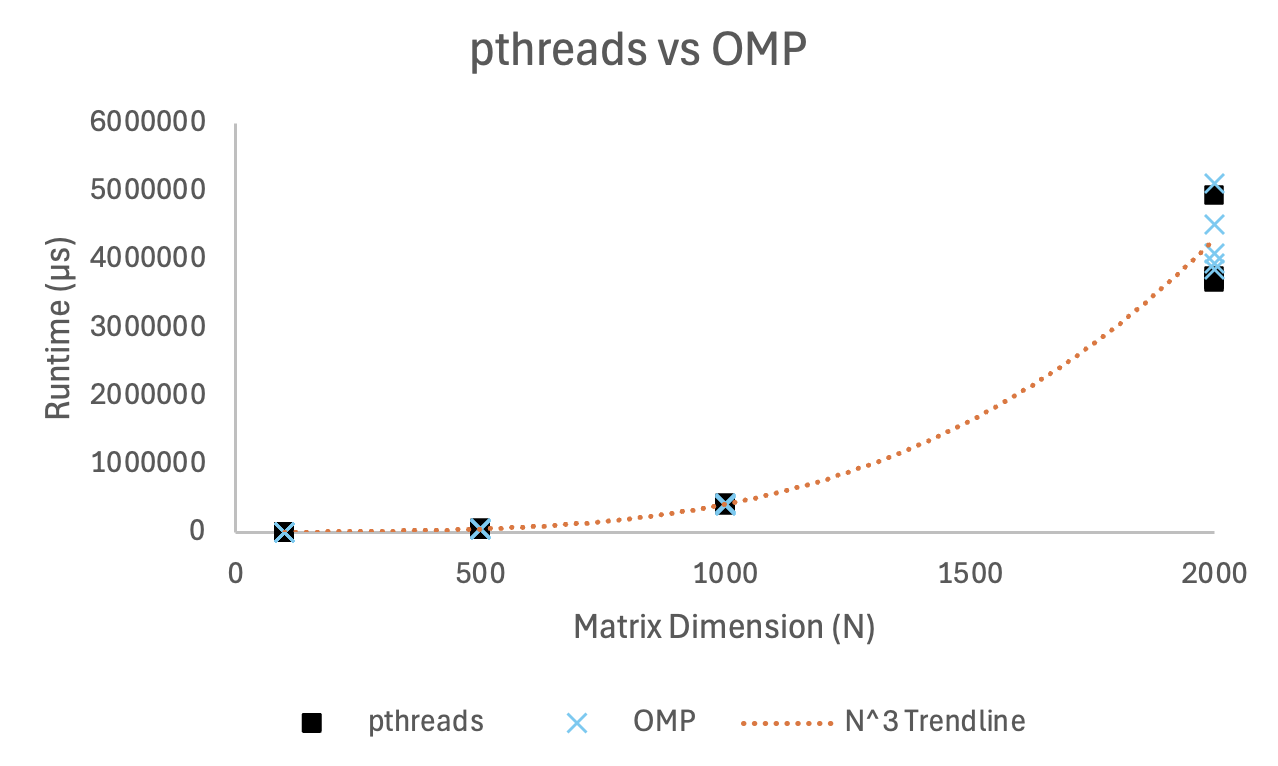 pthreads vs OMP
6000000
5000000
4000000
3000000
2000000
1000000
0
Runtime (µs)
0 500 1000 1500 2000
Matrix Dimension (N)
pthreads OMP N^3 Trendline